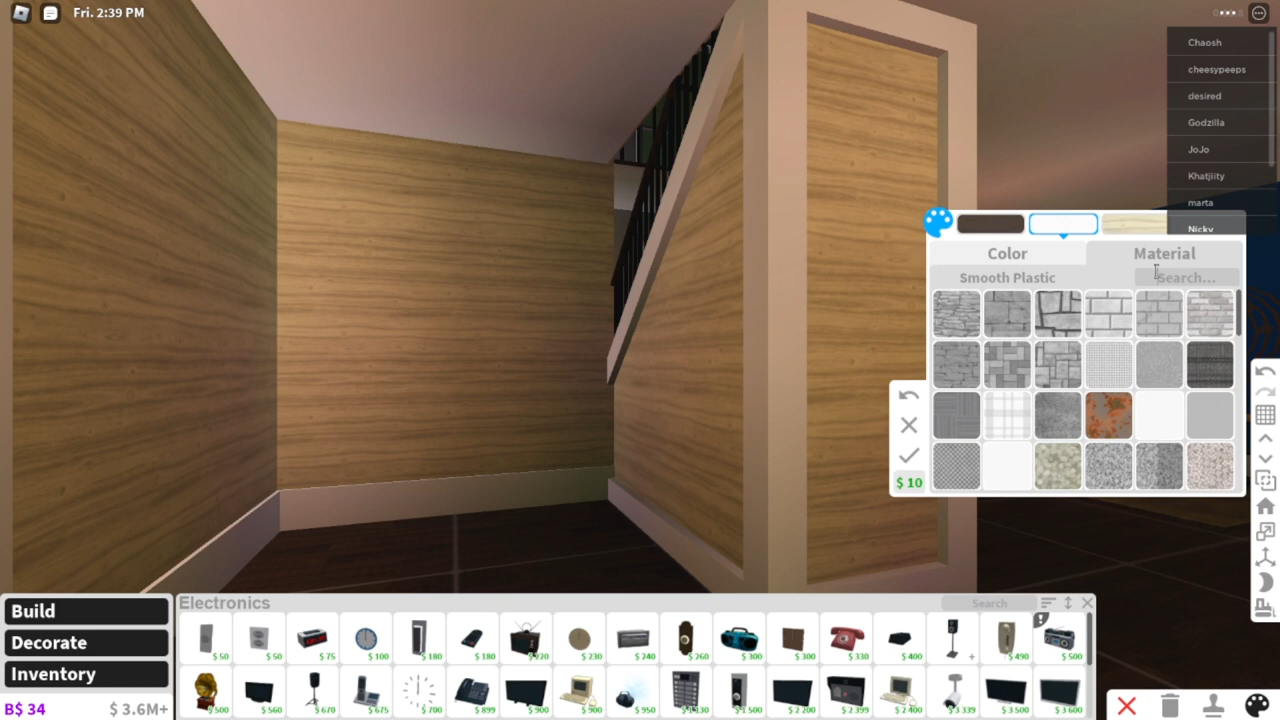 Fri. 2:39 PM
Chaosh
cheesypeeps
desired
Godzilla
JoJo
Khatjiity
marta
Nicky
Color
Material
Smooth Plastic
Search...
$ 10
Build
Decorate
Inventory
B$ 34
$ 3.6M+
Electronics
Search
$ 50
$ 50
$ 75
$ 100
$ 180
$ 180
$ 220
$ 230
$ 240
$ 260
$ 300
$ 300
$ 330
$ 400
+
$ 490
$ 500
$ 500
$ 560
$ 670
$ 675
$ 700
$ 899
$ 900
$ 900
$ 950
$ 1 130
$ 1 500
$ 2 200
$ 2 399
$ 2 400
$ 3 339
$ 3 500
$ 3 600